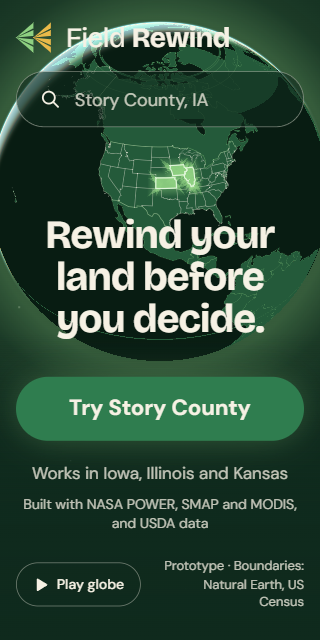 Field Rewind
Story County, IA
Rewind your
land before
you decide.
Try Story County
Works in Iowa, Illinois and Kansas
Built with NASA POWER, SMAP and MODIS,
and USDA data
Play globe
Prototype · Boundaries:
Natural Earth, US
Census